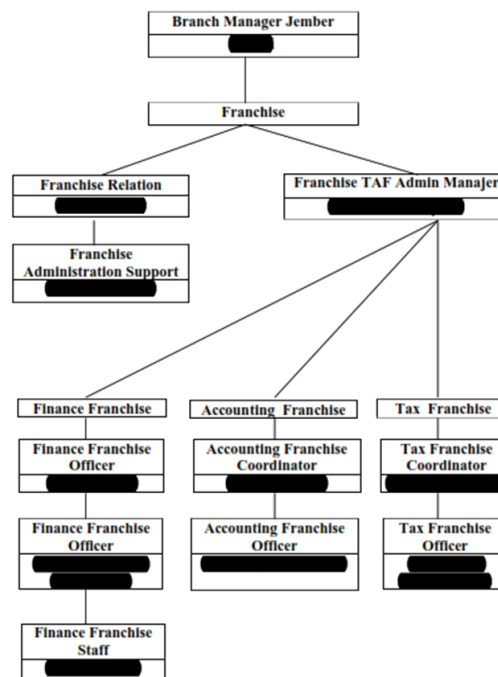 Branch Manager Jember
Franchise
Franchise Relation
Franchise TAF Admin Manajer
Franchise
Administration Support
Finance Franchise
Accounting Franchise
Tax Franchise
Finance Franchise
Officer
Accounting Franchise
Coordinator
Tax Franchise
Coordinator
Finance Franchise
Officer
Accounting Franchise
Officer
Tax Franchise
Officer
Finance Franchise
Staff